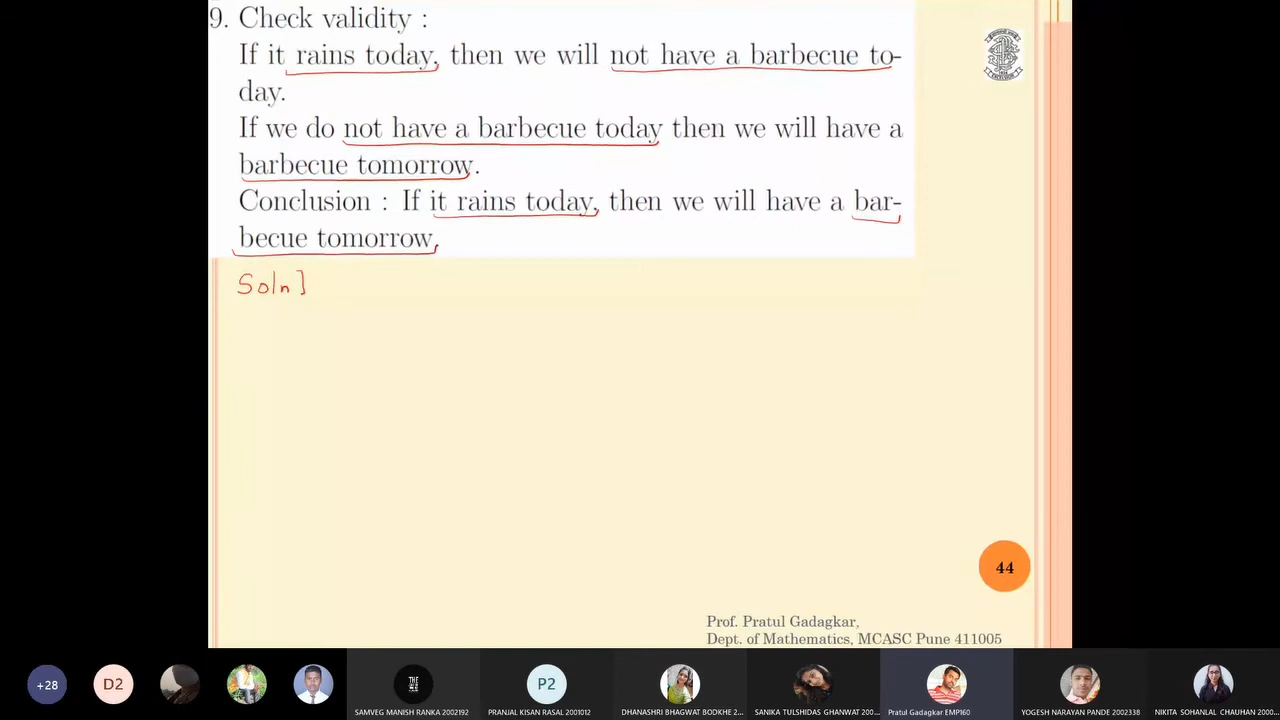 9. Check validity :
If it rains today, then we will not have a barbecue to-
day.
If we do not have a barbecue today then we will have a
barbecue tomorrow.
Conclusion : If it rains today, then we will have a bar-
becue tomorrow.
Soln]
44
Prof. Pratul Gadagkar,
Dept. of Mathematics, MCASC Pune 411005
+28
D2
P2
SAMVEG MANISH RANKA 2002192
PRANJAL KISAN RASAL 2001012
DHANASHRI BHAGWAT BODKHE 2...
SANIKA TULSHIDAS GHANWAT 200...
Pratul Gadagkar EMP160
YOGESH NARAYAN PANDE 2002338
NIKITA SOHANLAL CHAUHAN 2000...